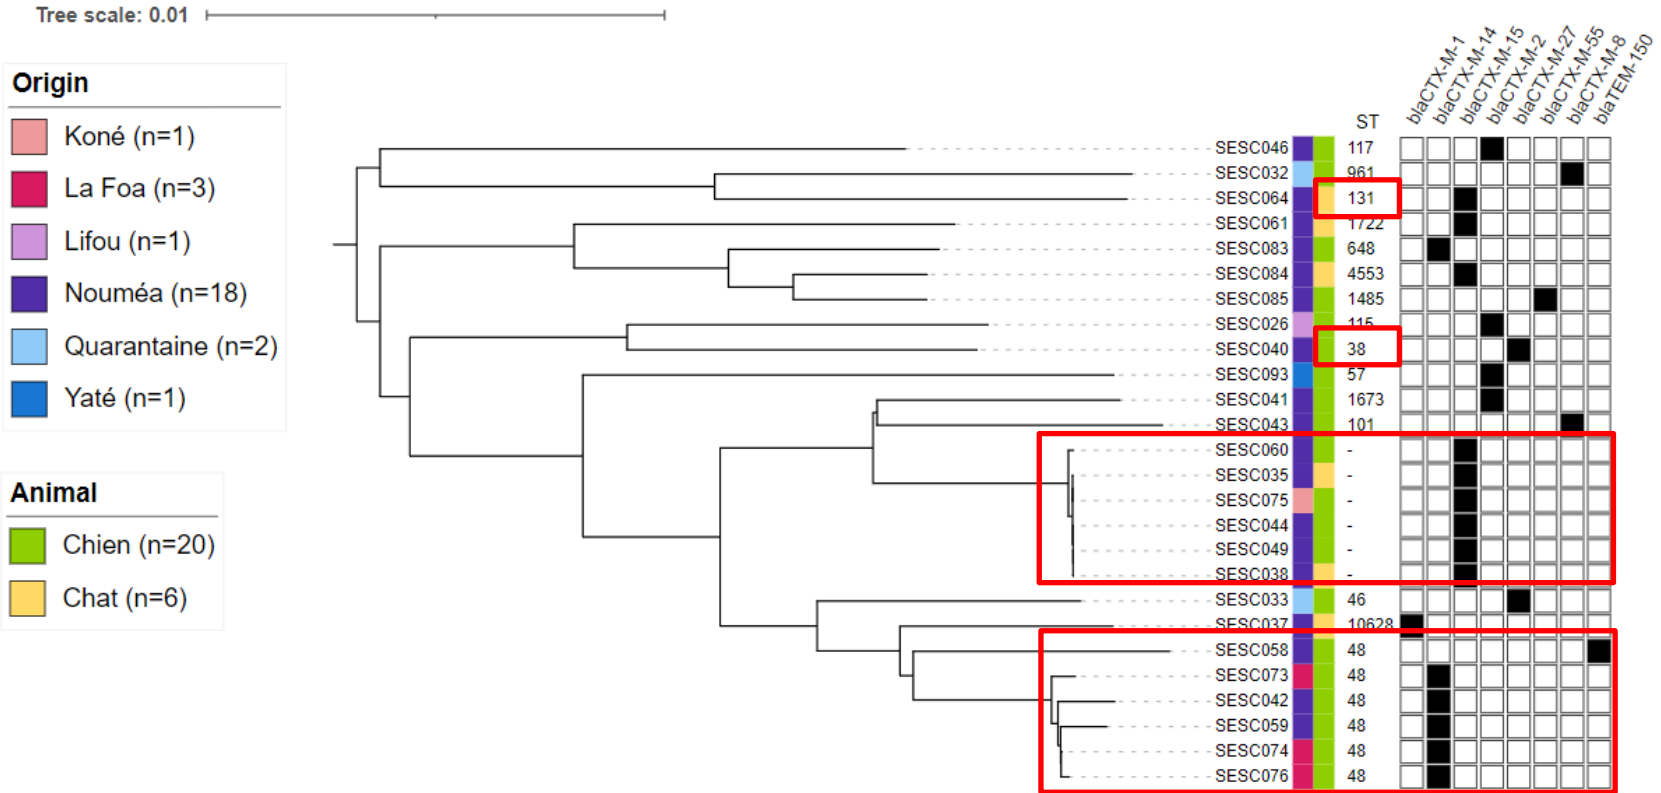 Tree scale: 0.01
Origin
Koné (n=1)
La Foa (n=3)
Lifou (n=1)
Nouméa (n=18)
Quarantaine (n=2)
Yaté (n=1)
Animal
Chien (n=20)
Chat (n=6)
blaCTX-M-1
blaCTX-M-14
blaCTX-M-15
blaCTX-M-2
blaCTX-M-27
blaCTX-M-55
blaCTX-M-8
blaTEM-150
ST
SESC046 117
SESC032 961
SESC064 131
SESC061 1722
SESC083 648
SESC084 4553
SESC085 1485
SESC026 115
SESC040 38
SESC093 57
SESC041 1673
SESC043 101
SESC060 -
SESC035 -
SESC075 -
SESC044 -
SESC049 -
SESC038 -
SESC033 46
SESC037 10628
SESC058 48
SESC073 48
SESC042 48
SESC059 48
SESC074 48
SESC076 48